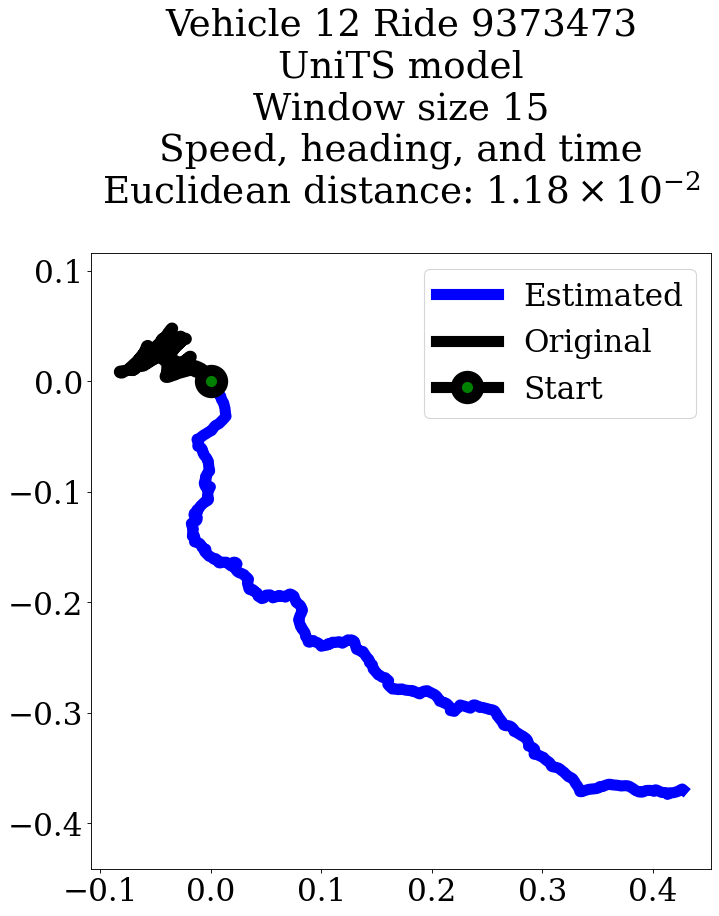 Vehicle 12 Ride 9373473
UniTS model
Window size 15
Speed, heading, and time
Euclidean distance: 1.18 × 10⁻²
Estimated
Original
Start
0.1
0.0
−0.1
−0.2
−0.3
−0.4
−0.1 0.0 0.1 0.2 0.3 0.4